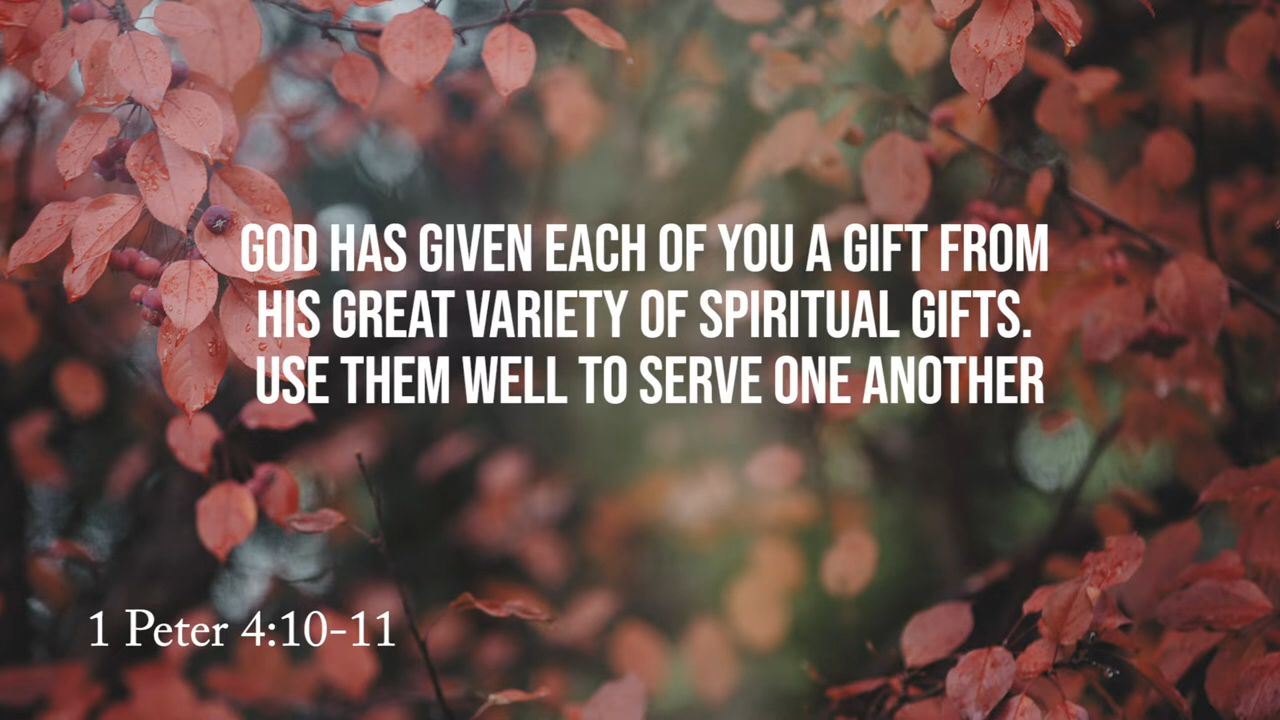 GOD HAS GIVEN EACH OF YOU A GIFT FROM
HIS GREAT VARIETY OF SPIRITUAL GIFTS.
USE THEM WELL TO SERVE ONE ANOTHER
1 Peter 4:10-11